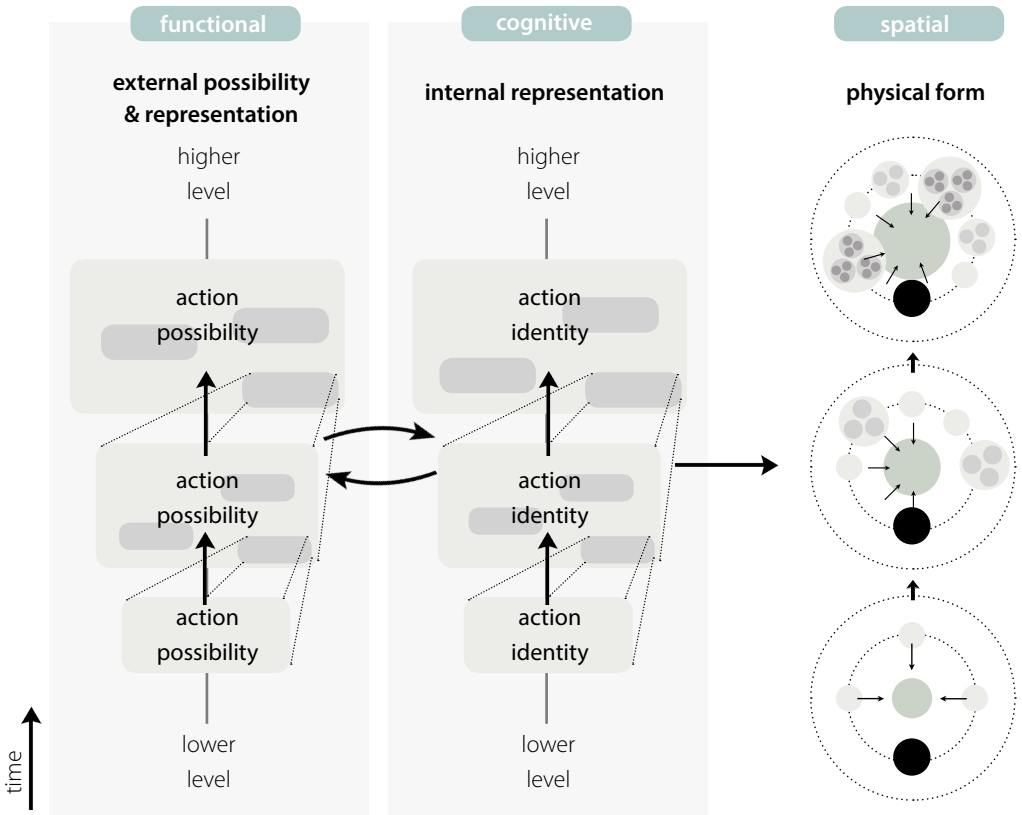 functional
external possibility
& representation
higher
level
action
possibility
action
possibility
action
possibility
lower
level
cognitive
internal representation
higher
level
action
identity
action
identity
action
identity
lower
level
spatial
physical form
time